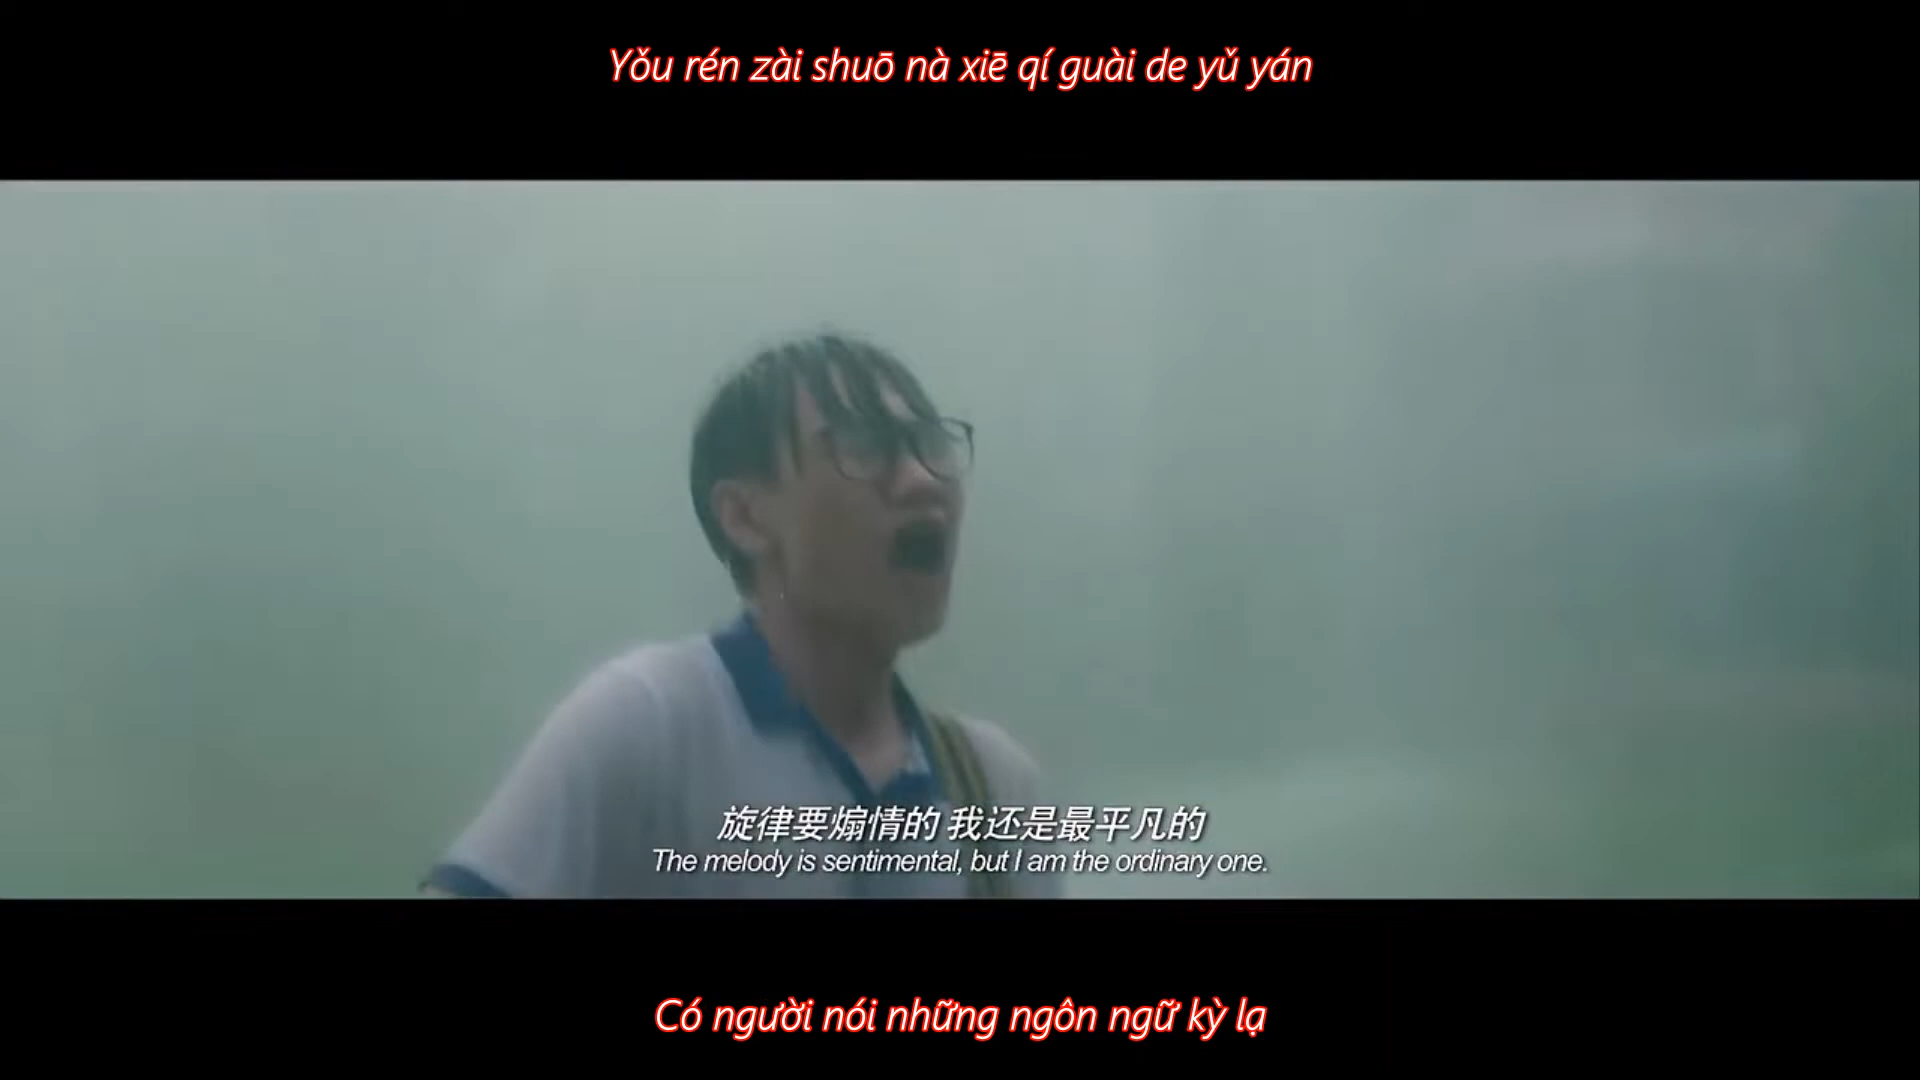 Yǒu rén zài shuō nà xiē qí guài de yǔ yán
旋律要煽情的 我还是最平凡的
The melody is sentimental, but I am the ordinary one.
Có người nói những ngôn ngữ kỳ lạ